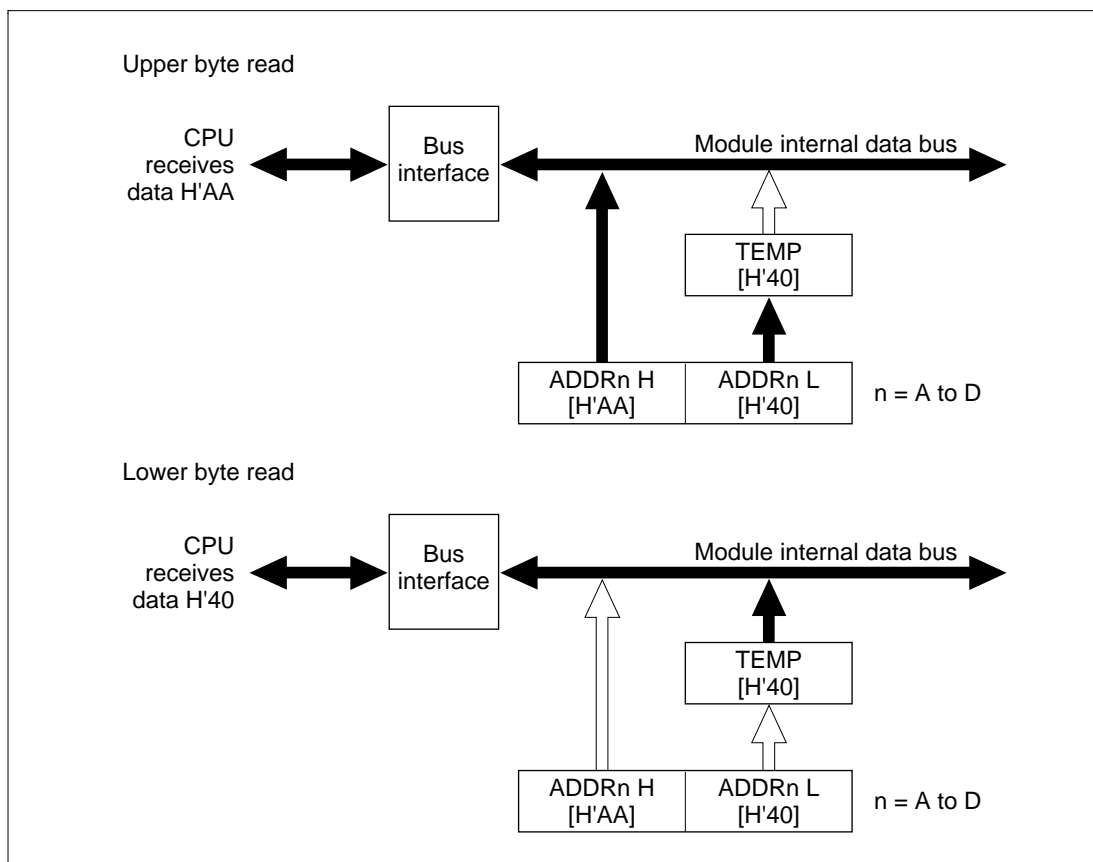 Upper byte read
CPU
receives
data H'AA
Bus
interface
Module internal data bus
TEMP
[H'40]
ADDRn H
[H'AA]
ADDRn L
[H'40]
n = A to D
Lower byte read
CPU
receives
data H'40
Bus
interface
Module internal data bus
TEMP
[H'40]
ADDRn H
[H'AA]
ADDRn L
[H'40]
n = A to D